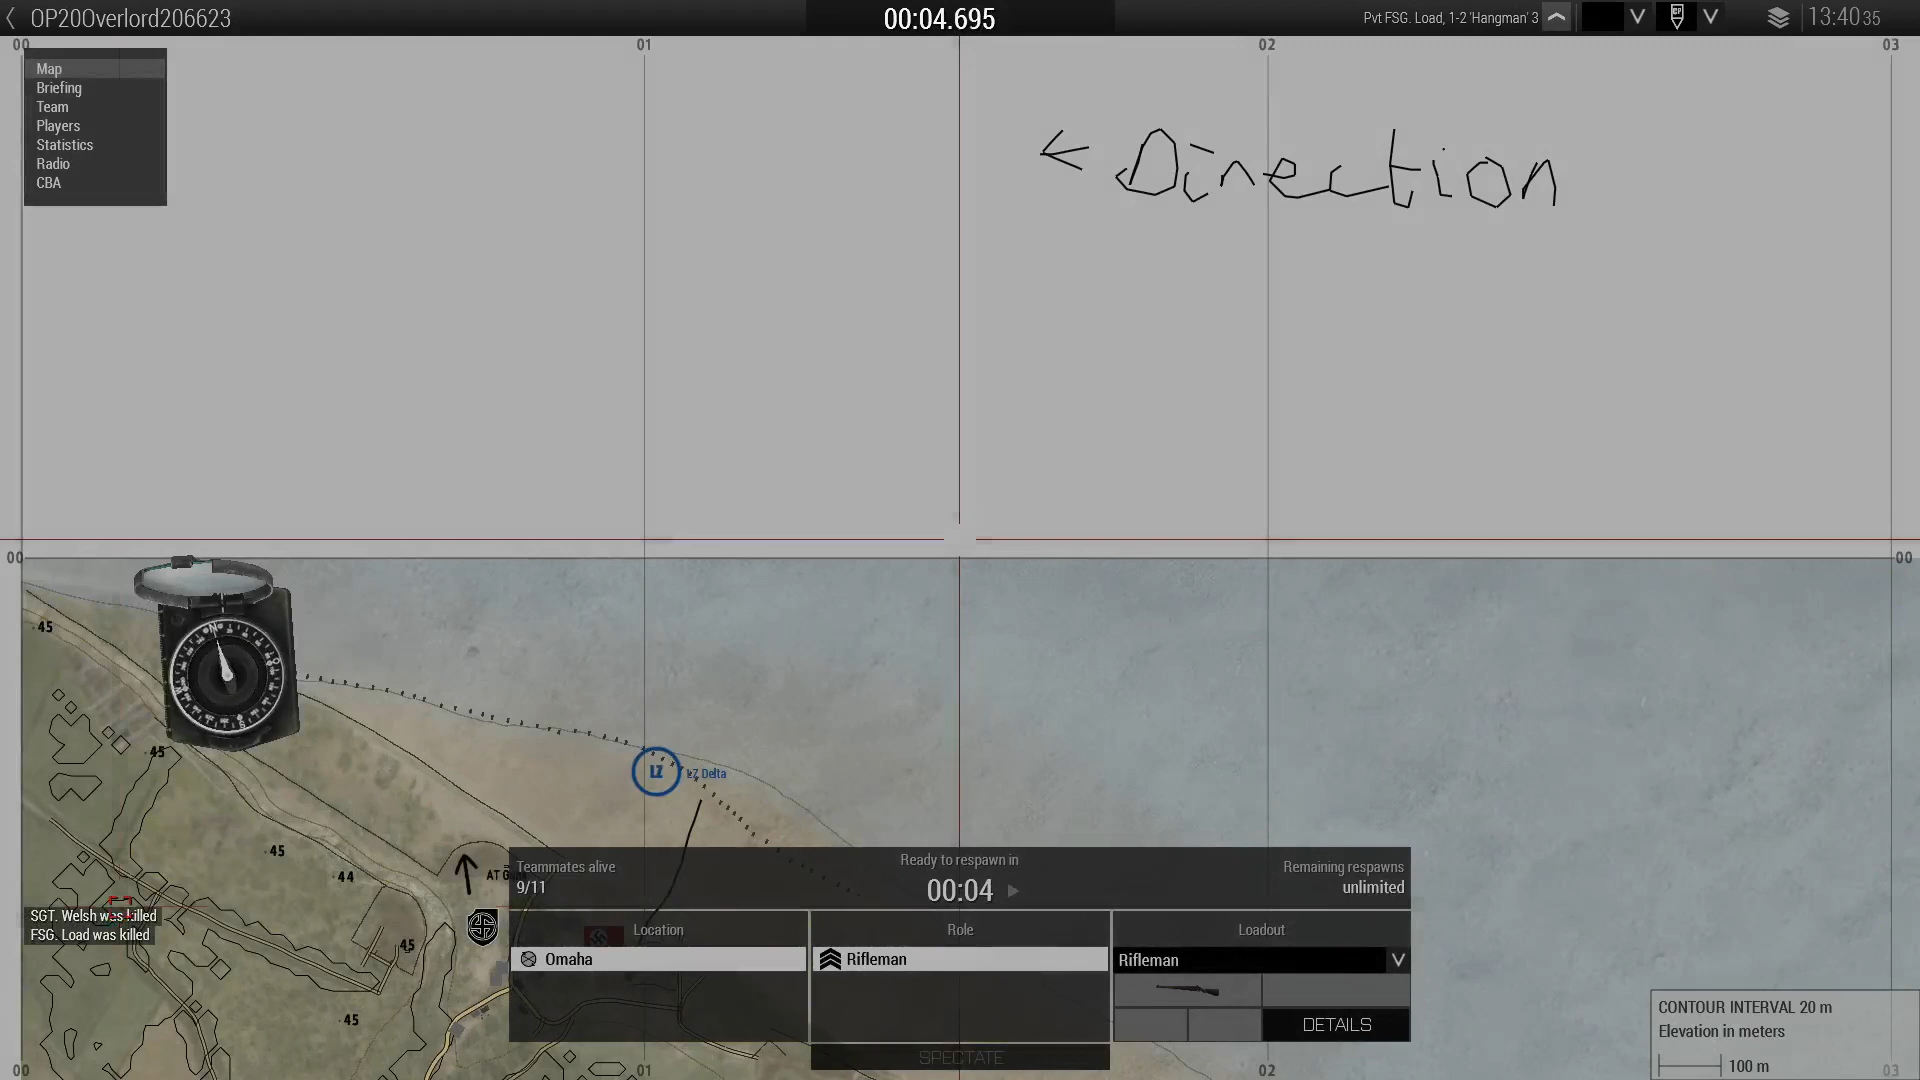 OP20Overlord206623
00:04.695
Pvt FSG. Load, 1-2 'Hangman' 3
13:40 35
00
01
02
03
Map
Briefing
Team
Players
Statistics
Radio
CBA
← Direction
00
00
N
S
45
45
LZ
LZ Delta
45
44
AT G
SGT. Welsh was killed
FSG. Load was killed
45
45
Teammates alive
9/11
Ready to respawn in
00:04
Remaining respawns
unlimited
Location
Role
Loadout
Omaha
Rifleman
Rifleman
DETAILS
SPECTATE
CONTOUR INTERVAL 20 m
Elevation in meters
100 m
00
01
02
03